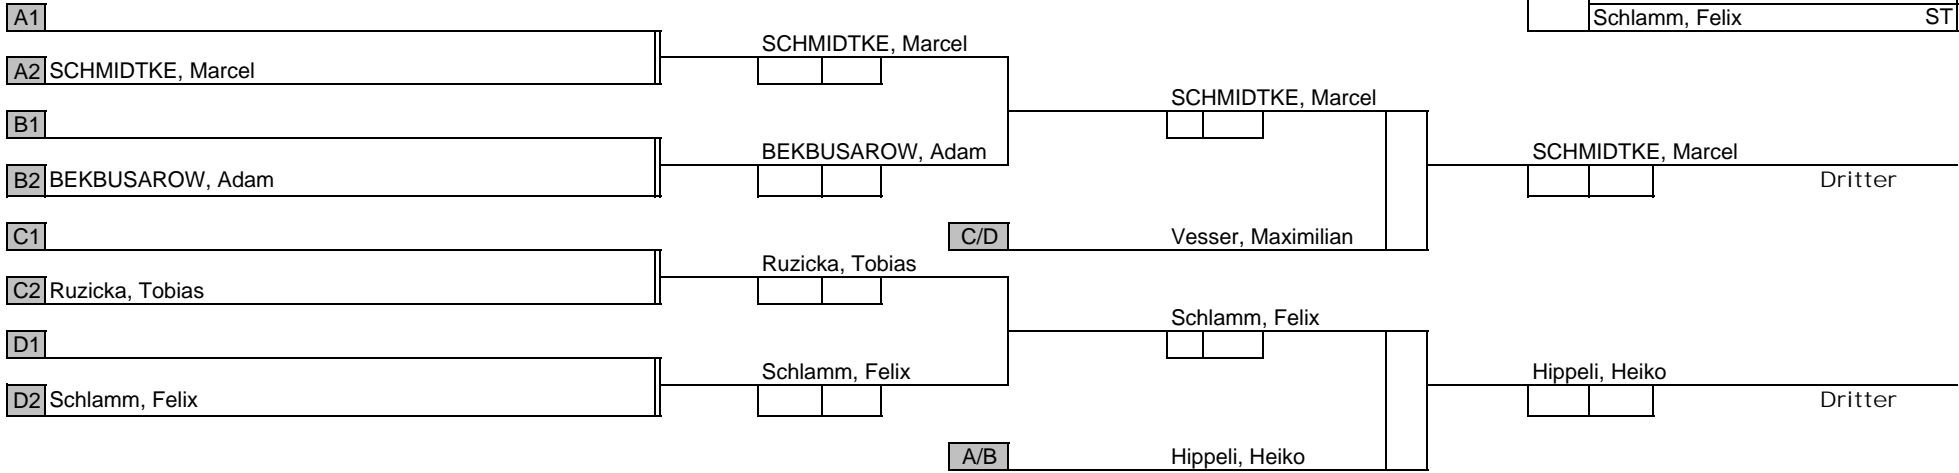 A1
Schlamm, Felix ST
SCHMIDTKE, Marcel
A2 SCHMIDTKE, Marcel
SCHMIDTKE, Marcel
B1
BEKBUSAROW, Adam
SCHMIDTKE, Marcel
B2 BEKBUSAROW, Adam
Dritter
C1
C/D Vesser, Maximilian
Ruzicka, Tobias
C2 Ruzicka, Tobias
Schlamm, Felix
D1
Schlamm, Felix
Hippeli, Heiko
D2 Schlamm, Felix
Dritter
A/B Hippeli, Heiko